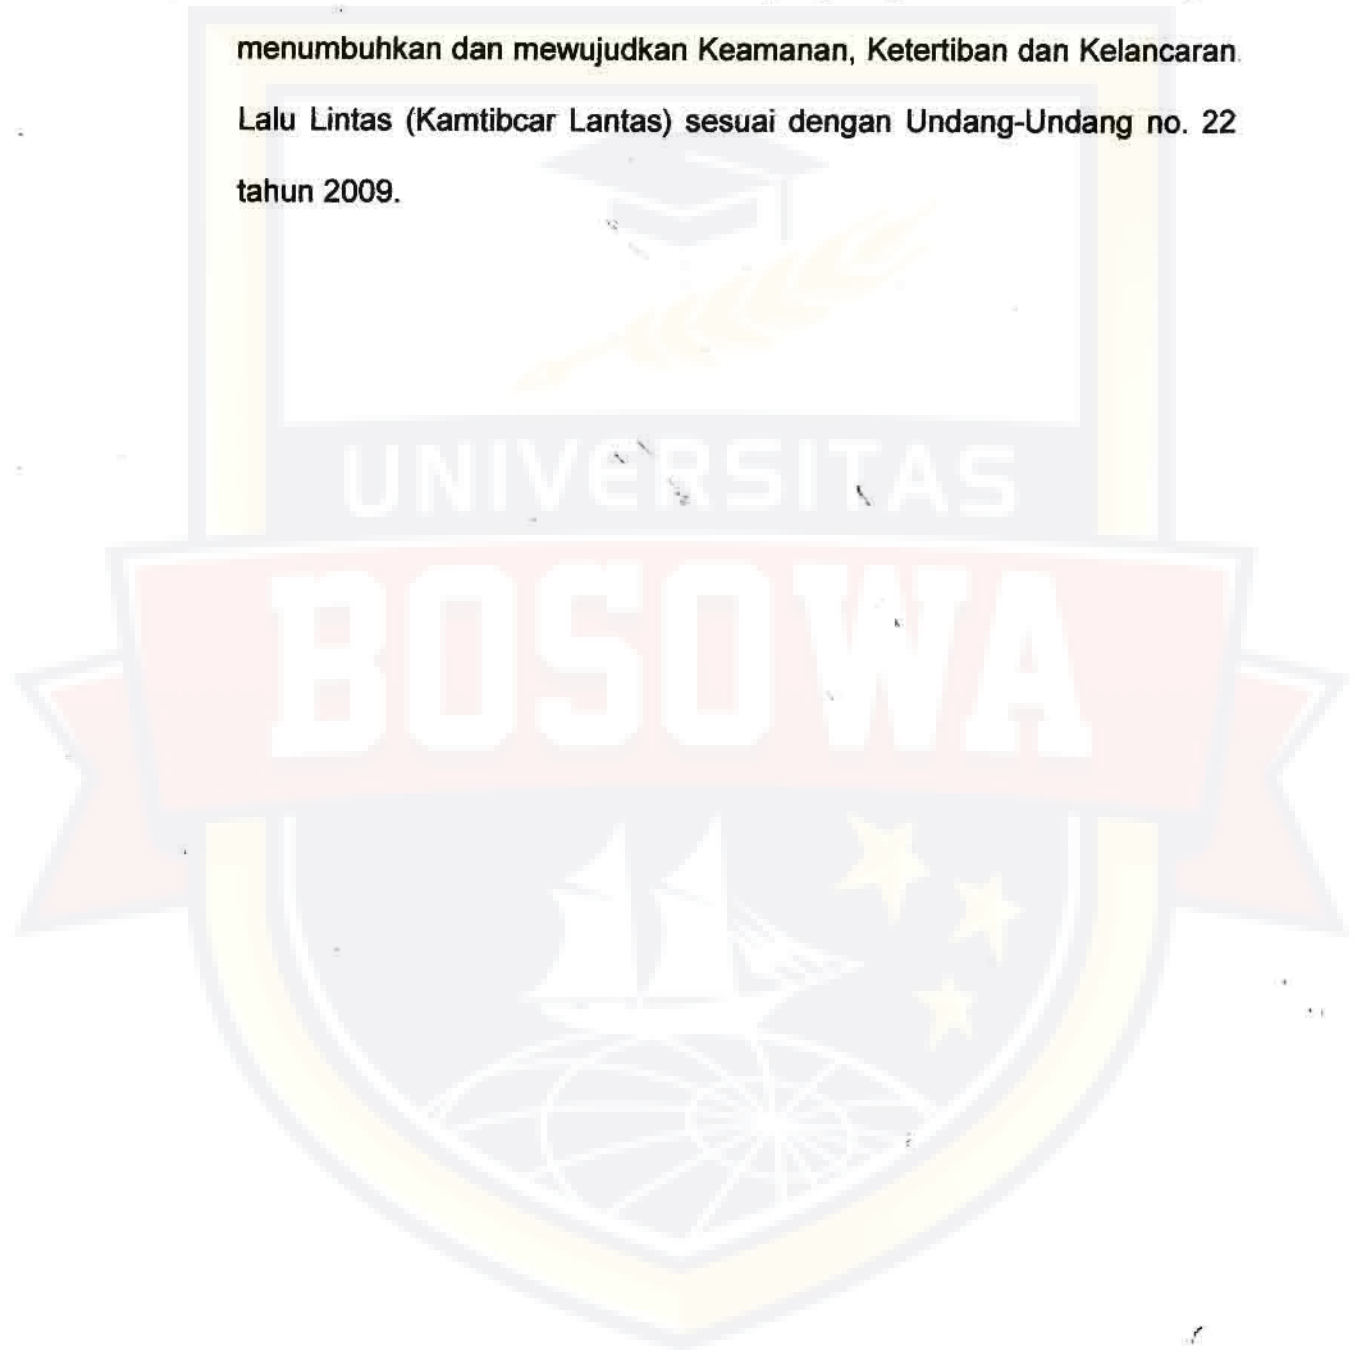 menumbuhkan dan mewujudkan Keamanan, Ketertiban dan Kelancaran
Lalu Lintas (Kamtibcar Lantas) sesuai dengan Undang-Undang no. 22
tahun 2009.
UNIVERSITAS
BOSOWA